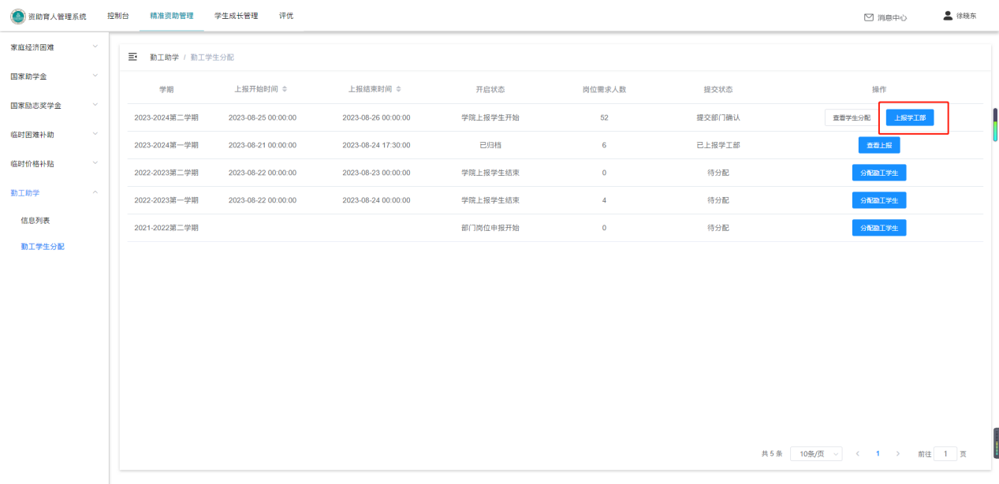 资助育人管理系统 控制台 精准资助管理 学生成长管理 评优 消息中心 徐晓东
家庭经济困难
国家助学金
国家励志奖学金
临时困难补助
临时价格补贴
勤工助学
信息列表
勤工学生分配
勤工助学 / 勤工学生分配
学期 上报开始时间 上报结束时间 开启状态 岗位需求人数 提交状态 操作
2023-2024第二学期 2023-08-25 00:00:00 2023-08-26 00:00:00 学院上报学生开始 52 提交部门确认 查看学生分配 上报学工部
2023-2024第一学期 2023-08-21 00:00:00 2023-08-24 17:30:00 已归档 6 已上报学工部 查看上报
2022-2023第二学期 2023-08-22 00:00:00 2023-08-23 00:00:00 学院上报学生结束 0 待分配 分配勤工学生
2022-2023第一学期 2023-08-22 00:00:00 2023-08-24 00:00:00 学院上报学生结束 4 待分配 分配勤工学生
2021-2022第二学期 部门岗位申报开始 0 待分配 分配勤工学生
共 5 条 10条/页 1 前往 1 页